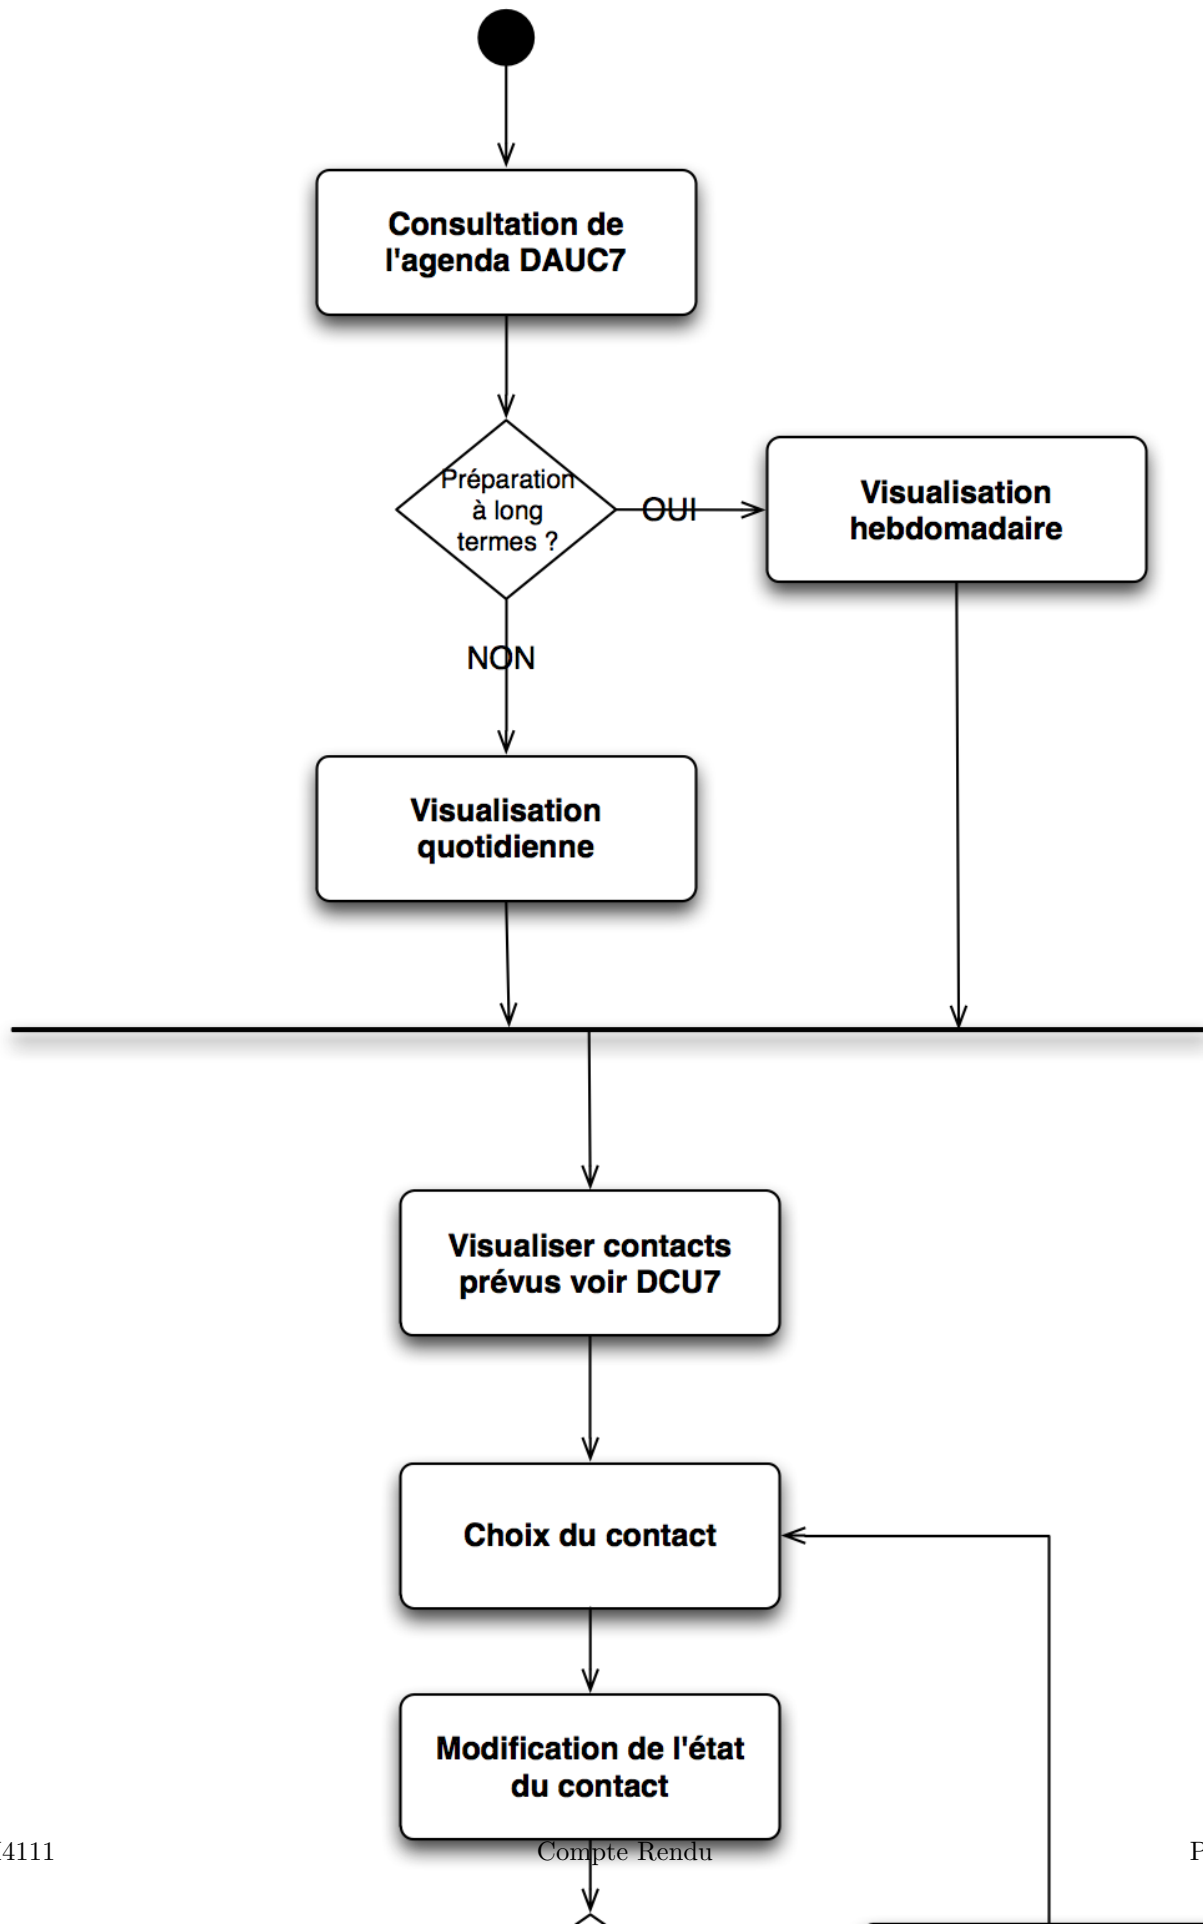 Consultation de
l'agenda DAUC7
Préparation
à long
termes ?
OUI
Visualisation
hebdomadaire
NON
Visualisation
quotidienne
Visualiser contacts
prévus voir DCU7
Choix du contact
Modification de l'état
du contact
4111
Compte Rendu
P